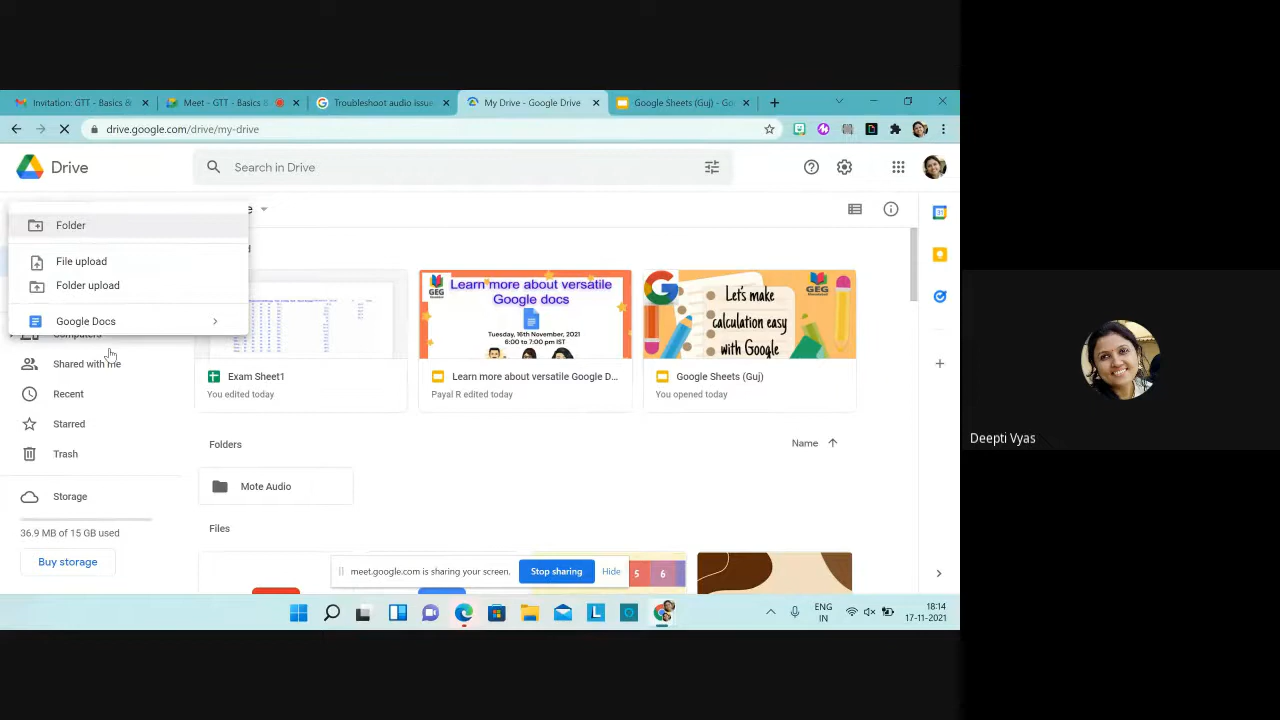 Invitation: GTT - Basics &
Meet - GTT - Basics &
Troubleshoot audio issue
My Drive - Google Drive
Google Sheets (Guj) - Go
drive.google.com/drive/my-drive
Drive
Search in Drive
Folder
File upload
Folder upload
Google Docs
Shared with me
Recent
Starred
Trash
Storage
36.9 MB of 15 GB used
Buy storage
GEG
Learn more about versatile
Google docs
Tuesday, 16th November, 2021
6:00 to 7:00 pm IST
Let's make
calculation easy
with Google
GEG
Exam Sheet1
You edited today
Learn more about versatile Google D...
Payal R edited today
Google Sheets (Guj)
You opened today
Folders
Name
Mote Audio
Files
5 6
meet.google.com is sharing your screen.
Stop sharing
Hide
31
L
ENG
IN
18:14
17-11-2021
Deepti Vyas